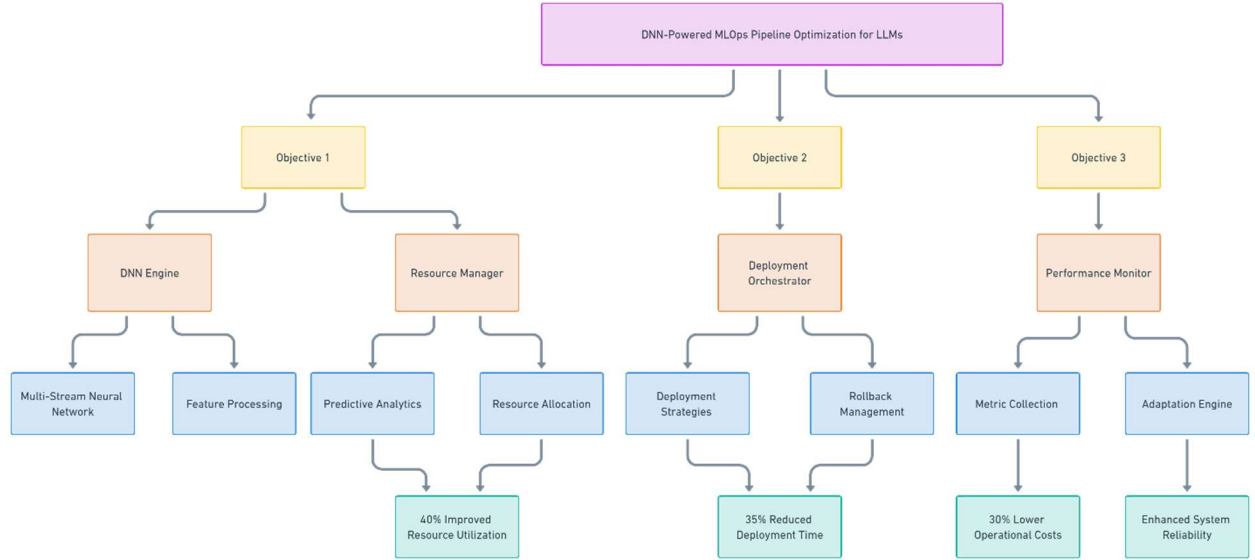 DNN-Powered MLOps Pipeline Optimization for LLMs
Objective 1
Objective 2
Objective 3
DNN Engine
Resource Manager
Deployment
Orchestrator
Performance Monitor
Multi-Stream Neural
Network
Feature Processing
Predictive Analytics
Resource Allocation
Deployment
Strategies
Rollback
Management
Metric Collection
Adaptation Engine
40% Improved
Resource Utilization
35% Reduced
Deployment Time
30% Lower
Operational Costs
Enhanced System
Reliability